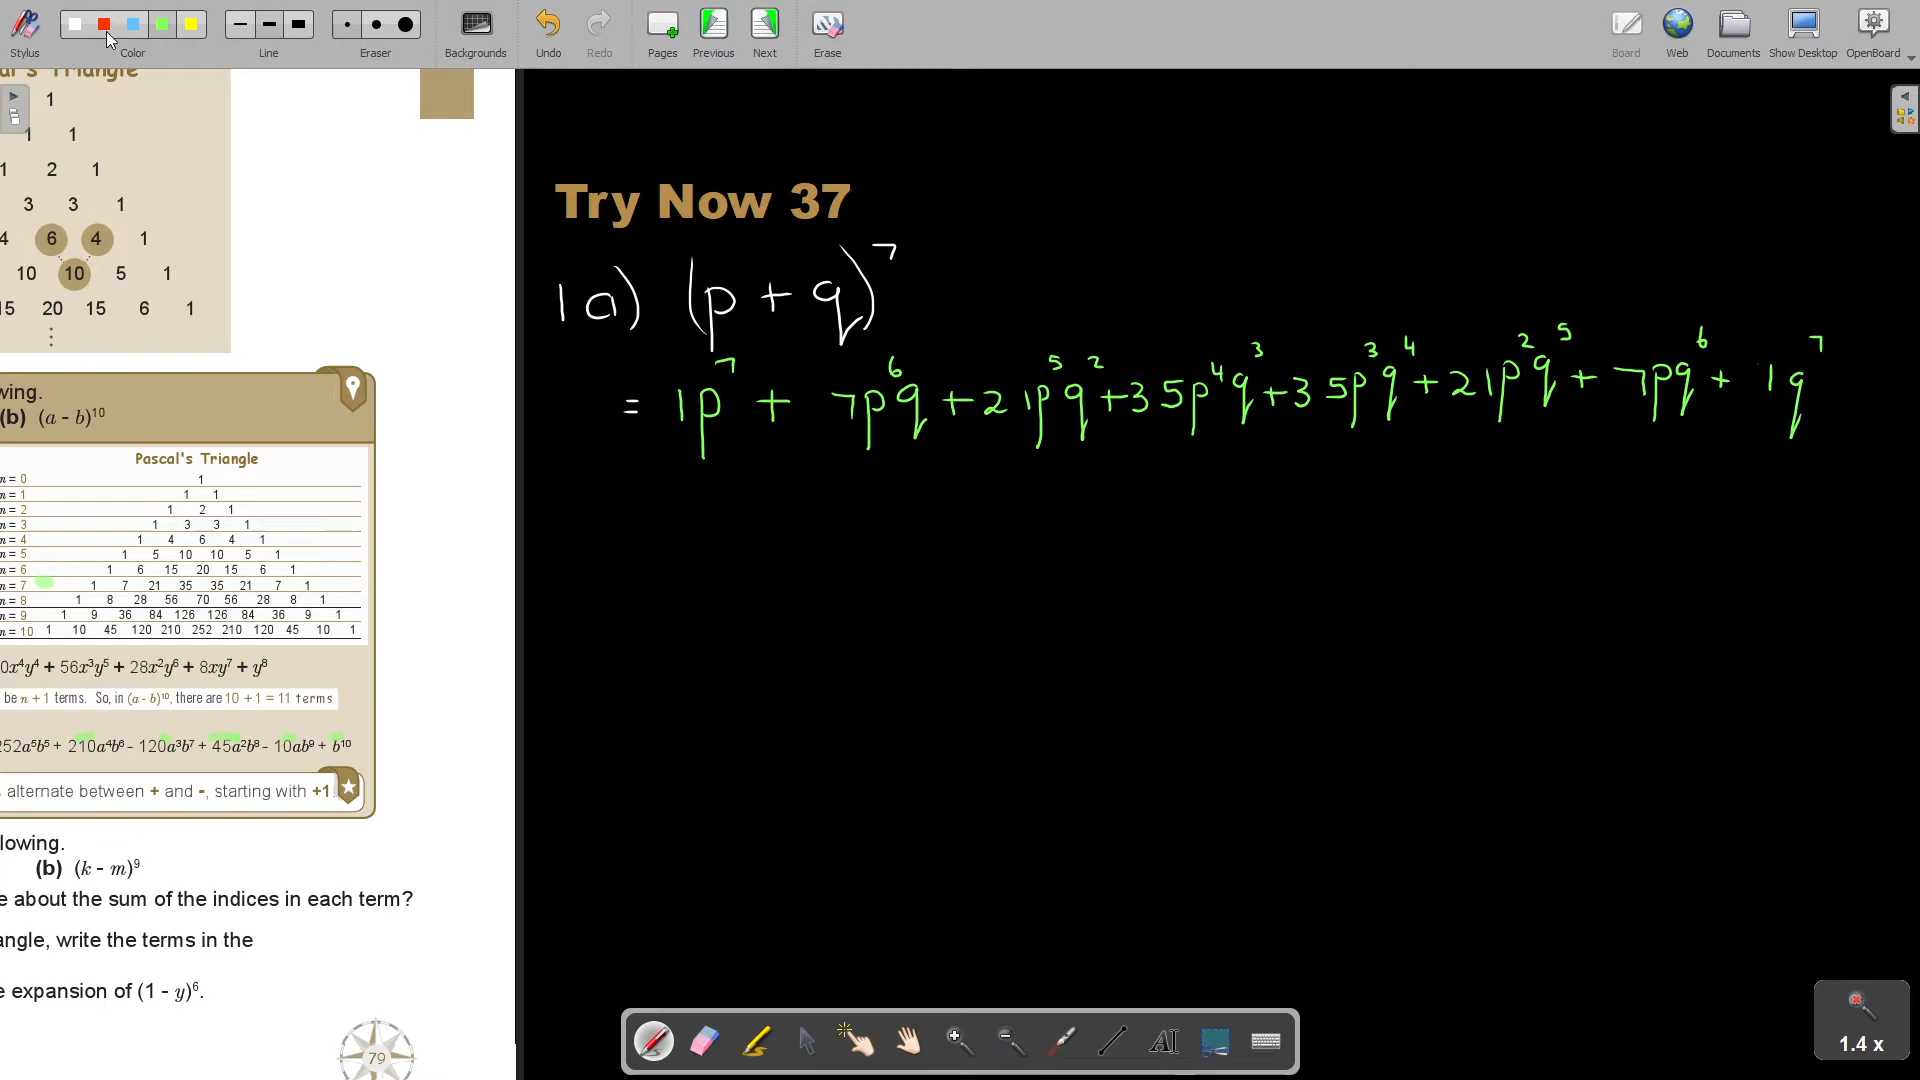 Stylus Color Line Eraser Backgrounds Undo Redo Pages Previous Next Erase Board Web Documents Show Desktop OpenBoard
al's Triangle
1
1 1
1 2 1
3 3 1
4 6 4 1
10 10 5 1
15 20 15 6 1
⋮
wing.
(b) (a - b)¹⁰
Pascal's Triangle
n = 0 1
n = 1 1 1
n = 2 1 2 1
n = 3 1 3 3 1
n = 4 1 4 6 4 1
n = 5 1 5 10 10 5 1
n = 6 1 6 15 20 15 6 1
n = 7 1 7 21 35 35 21 7 1
n = 8 1 8 28 56 70 56 28 8 1
n = 9 1 9 36 84 126 126 84 36 9 1
n = 10 1 10 45 120 210 252 210 120 45 10 1
0x⁴y⁴ + 56x³y⁵ + 28x²y⁶ + 8xy⁷ + y⁸
be n + 1 terms. So, in (a - b)¹⁰, there are 10 + 1 = 11 terms
252a⁵b⁵ + 210a⁴b⁶ - 120a³b⁷ + 45a²b⁸ - 10ab⁹ + b¹⁰
s alternate between + and -, starting with +1.
llowing.
(b) (k - m)⁹
e about the sum of the indices in each term?
angle, write the terms in the
e expansion of (1 - y)⁶.
79
Try Now 37
1a) (p + q)⁷
= 1p⁷ + 7p⁶q + 21p⁵q² + 35p⁴q³ + 35p³q⁴ + 21p²q⁵ + 7pq⁶ + 1q⁷
AI
1.4 x